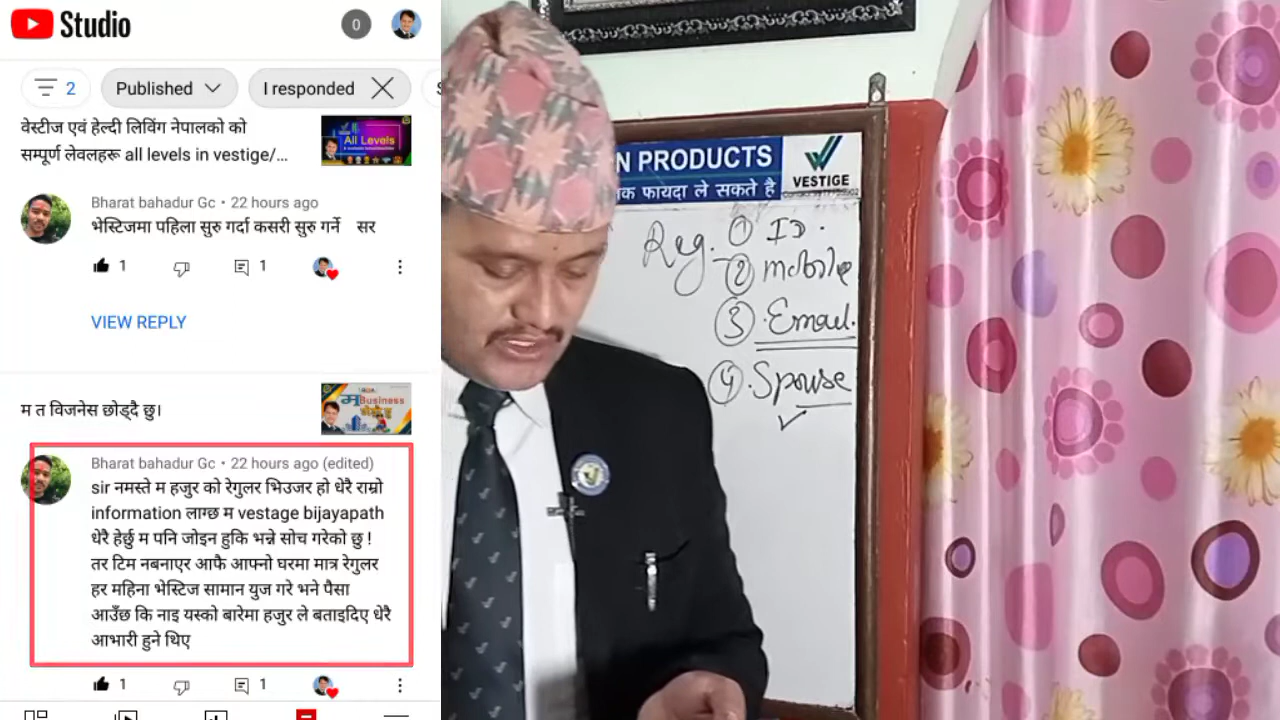 Studio
0
2
Published
I responded
वेस्टीज एवं हेल्दी लिविंग नेपालको को
सम्पूर्ण लेवलहरू all levels in vestige/...
All Levels
Bharat bahadur Gc • 22 hours ago
भेस्टिजमा पहिला सुरु गर्दा कसरी सुरु गर्ने सर
1
1
VIEW REPLY
म त विजनेस छोड्दै छु।
म Business
Bharat bahadur Gc • 22 hours ago (edited)
sir नमस्ते म हजुर को रेगुलर भिउजर हो धेरै राम्रो
information लाग्छ म vestage bijayapath
धेरै हेर्छु म पनि जोइन हुकि भन्ने सोच गरेको छु !
तर टिम नबनाएर आफै आफ्नो घरमा मात्र रेगुलर
हर महिना भेस्टिज सामान युज गरे भने पैसा
आउँछ कि नाइ यस्को बारेमा हजुर ले बताइदिए धेरै
आभारी हुने थिए
1
1
N PRODUCTS
क फायदा ले सकते है
VESTIGE
Reg. ① ID.
② mobile
③ Email.
④ Spouse